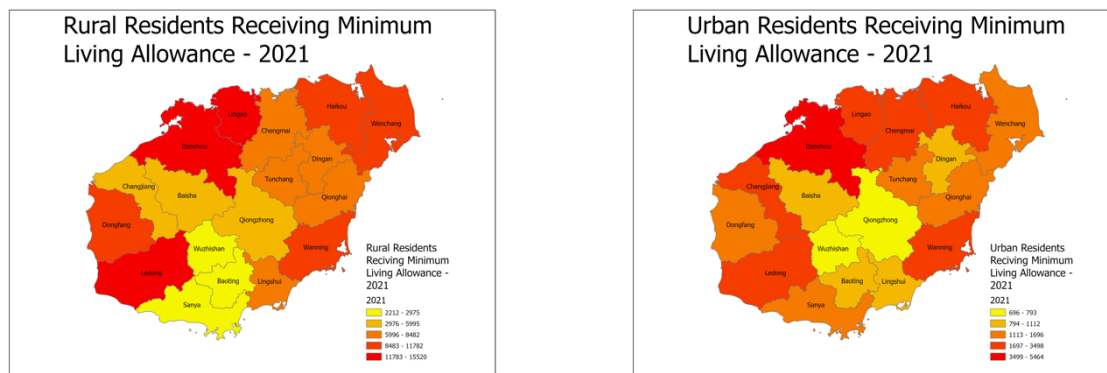 Rural Residents Receiving Minimum
Living Allowance - 2021
Lingao
Haikou
Wenchang
Chengmai
Danzhou
Dingan
Tunchang
Changjiang
Baisha
Qionghai
Qiongzhong
Dongfang
Wuzhishan
Wanning
Ledong
Baoting
Lingshui
Sanya
Rural Residents
Reciving Minimum
Living Allowance -
2021
2021
2212 - 2975
2976 - 5995
5996 - 8482
8483 - 11782
11783 - 15520
Urban Residents Receiving Minimum
Living Allowance - 2021
Lingao
Haikou
Wenchang
Chengmai
Danzhou
Dingan
Tunchang
Changjiang
Baisha
Qionghai
Qiongzhong
Dongfang
Wuzhishan
Wanning
Ledong
Baoting
Lingshui
Sanya
Urban Residents
Reciving Minimum
Living Allowance -
2021
2021
696 - 793
794 - 1112
1113 - 1696
1697 - 3498
3499 - 5464